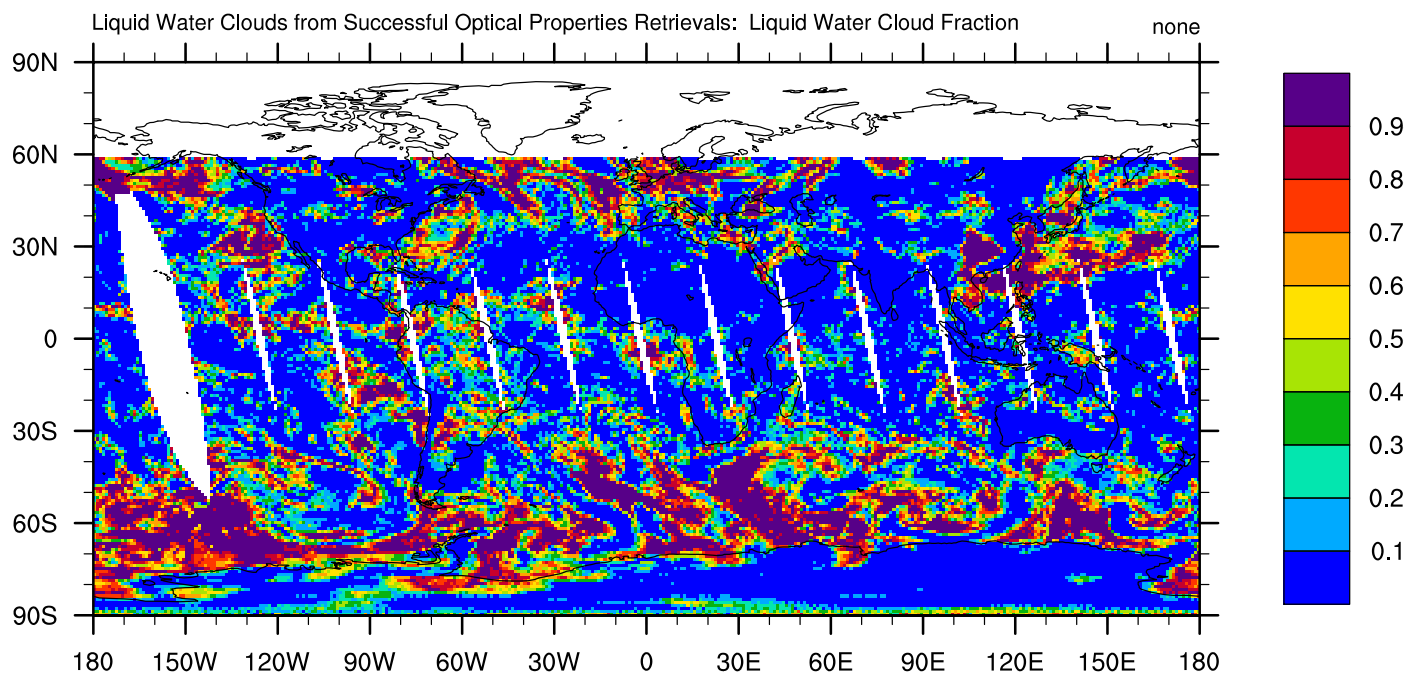 Liquid Water Clouds from Successful Optical Properties Retrievals:  Liquid Water Cloud Fraction none
90N
60N
30N
0
30S
60S
90S
180 150W 120W 90W 60W 30W 0 30E 60E 90E 120E 150E 180
0.9
0.8
0.7
0.6
0.5
0.4
0.3
0.2
0.1